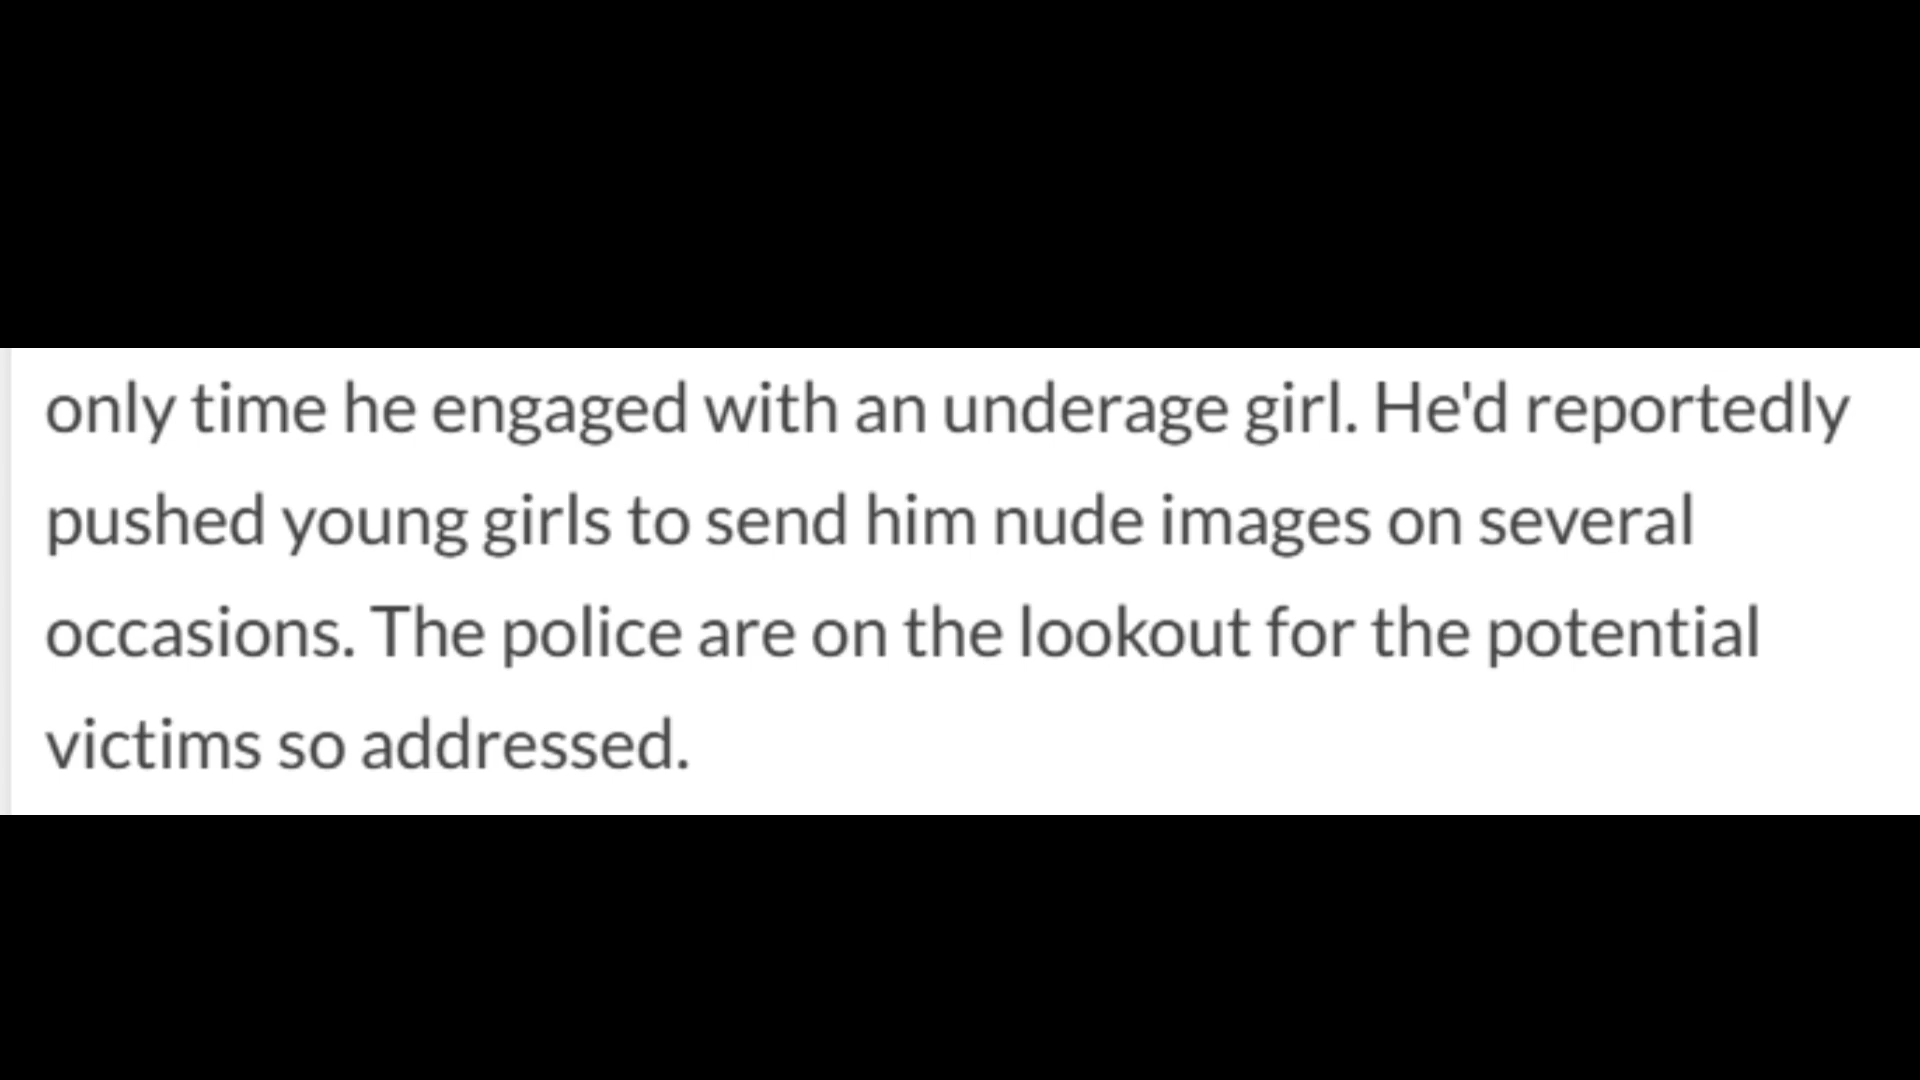 only time he engaged with an underage girl. He'd reportedly
pushed young girls to send him nude images on several
occasions. The police are on the lookout for the potential
victims so addressed.